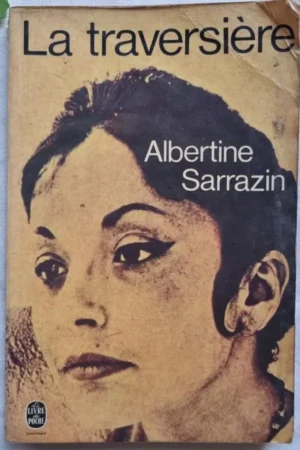 La traversière
Albertine
Sarrazin
LE LIVRE
DE
POCHE